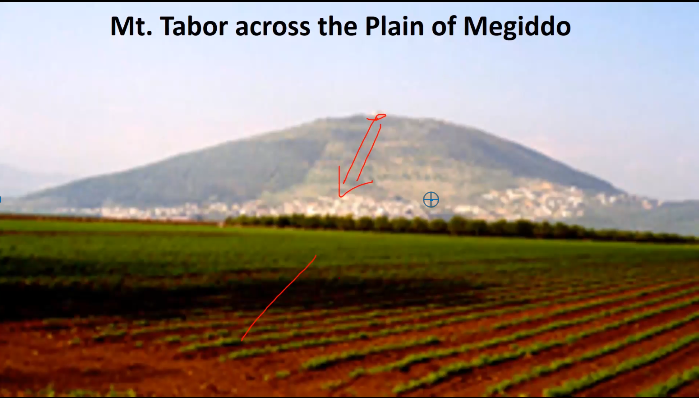 Mt. Tabor across the Plain of Megiddo